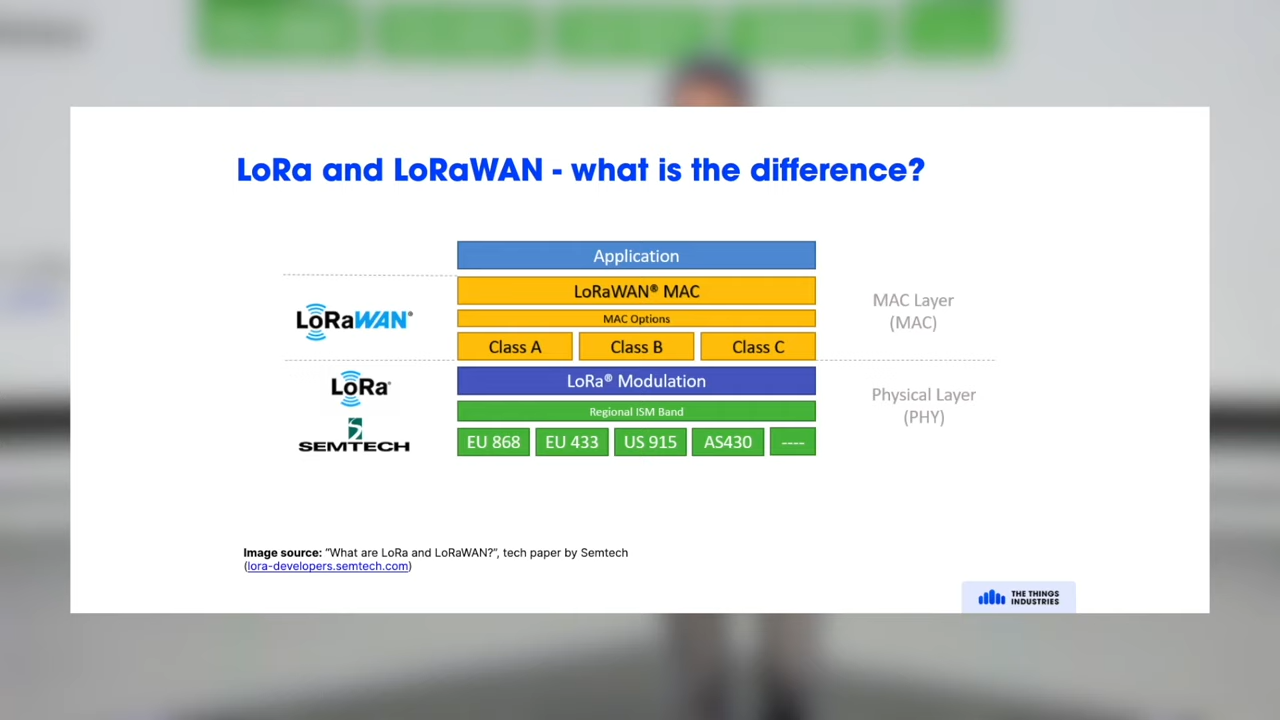 LoRa and LoRaWAN - what is the difference?
Application
LoRaWAN® MAC
MAC Options
Class A Class B Class C
LoRaWAN®
MAC Layer
(MAC)
LoRa® Modulation
Regional ISM Band
EU 868 EU 433 US 915 AS430 ----
LoRa®
SEMTECH
Physical Layer
(PHY)
Image source: "What are LoRa and LoRaWAN?", tech paper by Semtech
(lora-developers.semtech.com)
THE THINGS
INDUSTRIES